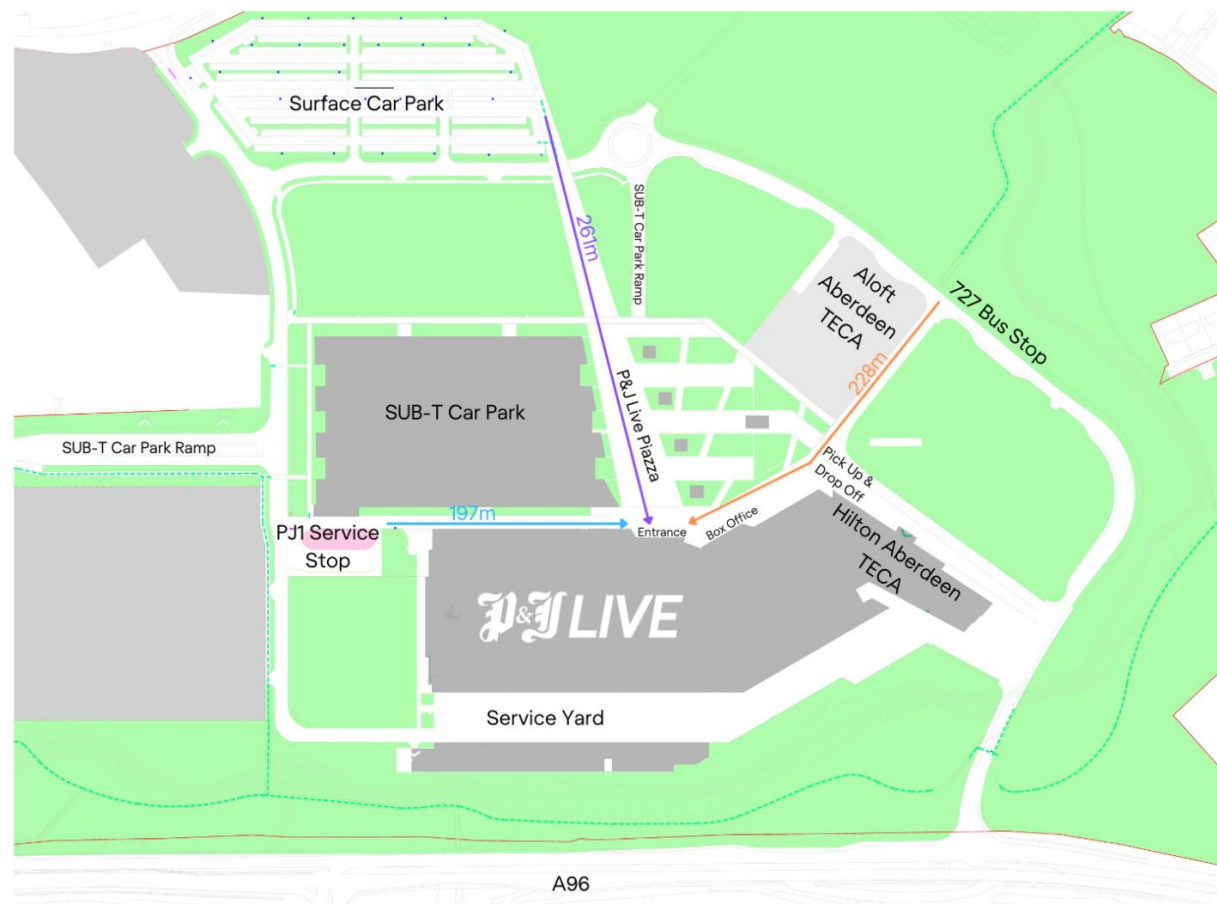 Surface Car Park
SUB-T Car Park Ramp
261m
Aloft
Aberdeen
TECA
727 Bus Stop
228m
P&J Live Piazza
SUB-T Car Park
SUB-T Car Park Ramp
Pick Up &
Drop Off
197m
PJ1 Service
Stop
Entrance
Box Office
Hilton Aberdeen
TECA
P&J LIVE
Service Yard
A96